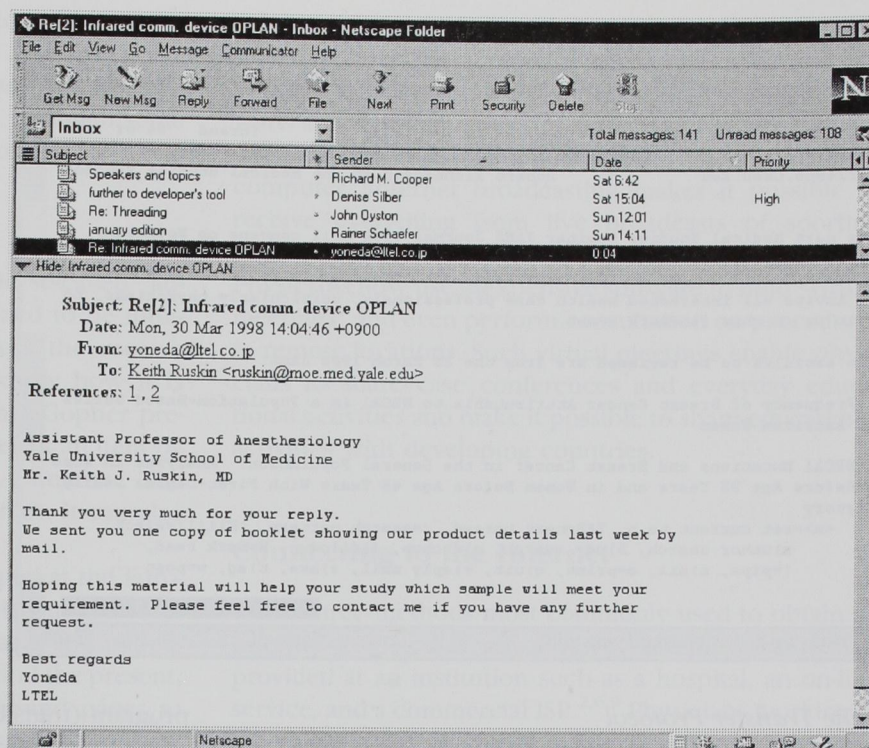 Re[2]: Infrared comm. device OPLAN - Inbox - Netscape Folder
File Edit View Go Message Communicator Help
Get Msg New Msg Reply Forward File Next Print Security Delete Stop
N
Inbox Total messages: 141 Unread messages: 108
Subject Sender Date Priority
Speakers and topics Richard M. Cooper Sat 6:42
further to developer's tool Denise Silber Sat 15:04 High
Re: Threading John Oyston Sun 12:01
january edition Rainer Schaefer Sun 14:11
Re: Infrared comm. device OPLAN yoneda@ltel.co.jp 0:04
Hide: Infrared comm. device OPLAN
Subject: Re[2]: Infrared comm. device OPLAN
Date: Mon, 30 Mar 1998 14:04:46 +0900
From: yoneda@ltel.co.jp
To: Keith Ruskin <ruskin@moe.med.yale.edu>
References: 1 , 2
Assistant Professor of Anesthesiology
Yale University School of Medicine
Mr. Keith J. Ruskin, MD
Thank you very much for your reply.
We sent you one copy of booklet showing our product details last week by
mail.
Hoping this material will help your study which sample will meet your
requirement. Please feel free to contact me if you have any further
request.
Best regards
Yoneda
LTEL
Netscape